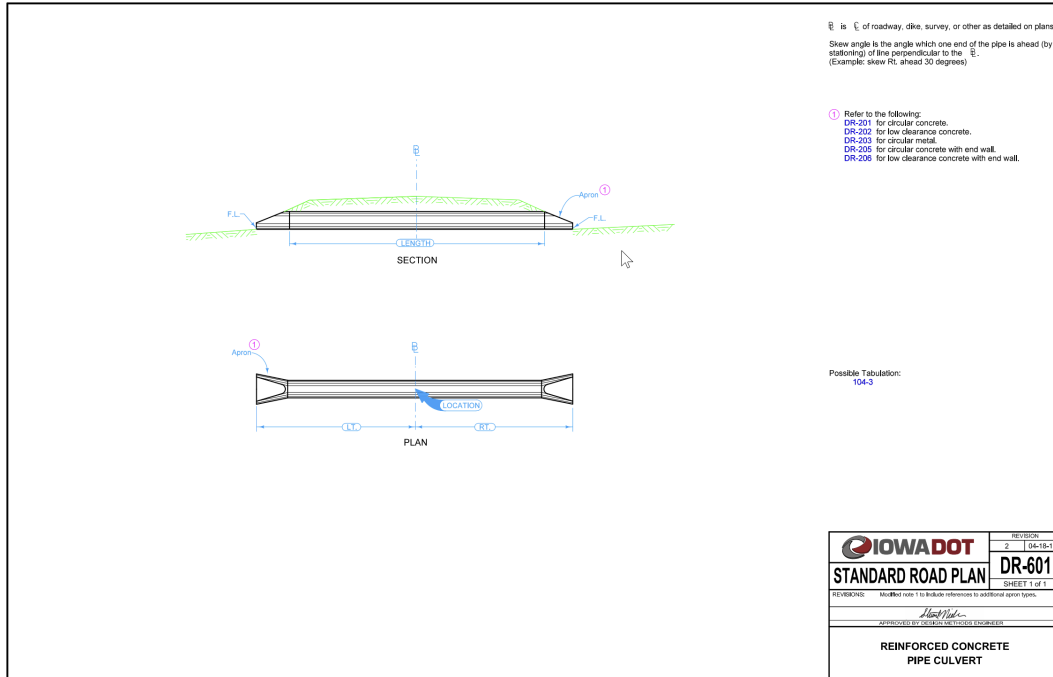 ℄ is ℄ of roadway, dike, survey, or other as detailed on plans
Skew angle is the angle which one end of the pipe is ahead (by
stationing) of line perpendicular to the ℄.
(Example: skew Rt. ahead 30 degrees)
1 Refer to the following:
DR-201 for circular concrete.
DR-202 for low clearance concrete.
DR-203 for circular metal.
DR-205 for circular concrete with end wall.
DR-206 for low clearance concrete with end wall.
Apron 1
F.L.
F.L.
LENGTH
SECTION
Apron 1
LOCATION
LT.
RT.
PLAN
Possible Tabulation:
104-3
IOWADOT
STANDARD ROAD PLAN
REVISION
2 04-18-1
DR-601
SHEET 1 of 1
REVISIONS: Modified note 1 to include references to additional apron types.
APPROVED BY DESIGN METHODS ENGINEER
REINFORCED CONCRETE
PIPE CULVERT